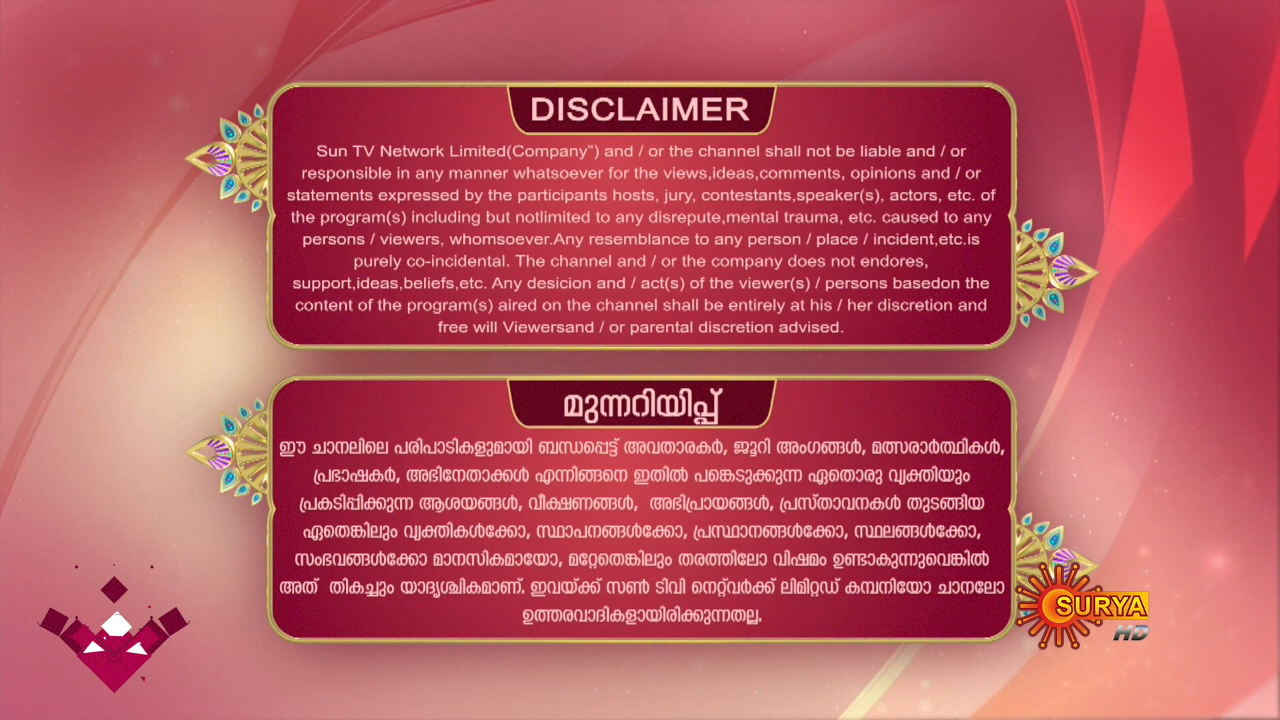 DISCLAIMER
Sun TV Network Limited(Company") and / or the channel shall not be liable and / or
responsible in any manner whatsoever for the views,ideas,comments, opinions and / or
statements expressed by the participants hosts, jury, contestants,speaker(s), actors, etc. of
the program(s) including but notlimited to any disrepute,mental trauma, etc. caused to any
persons / viewers, whomsoever.Any resemblance to any person / place / incident,etc.is
purely co-incidental. The channel and / or the company does not endores,
support,ideas,beliefs,etc. Any desicion and / act(s) of the viewer(s) / persons basedon the
content of the program(s) aired on the channel shall be entirely at his / her discretion and
free will Viewersand / or parental discretion advised.
മുന്നറിയിപ്പ്
ഈ ചാനലിലെ പരിപാടികളുമായി ബന്ധപ്പെട്ട് അവതാരകർ, ജൂറി അംഗങ്ങൾ, മത്സരാർത്ഥികൾ,
പ്രഭാഷകർ, അഭിനേതാക്കൾ എന്നിങ്ങനെ ഇതിൽ പങ്കെടുക്കുന്ന ഏതൊരു വ്യക്തിയും
പ്രകടിപ്പിക്കുന്ന ആശയങ്ങൾ, വീക്ഷണങ്ങൾ, അഭിപ്രായങ്ങൾ, പ്രസ്താവനകൾ തുടങ്ങിയ
ഏതെങ്കിലും വ്യക്തികൾക്കോ, സ്ഥാപനങ്ങൾക്കോ, പ്രസ്ഥാനങ്ങൾക്കോ, സ്ഥലങ്ങൾക്കോ,
സംഭവങ്ങൾക്കോ മാനസികമായോ, മറ്റേതെങ്കിലും തരത്തിലോ വിഷമം ഉണ്ടാകുന്നുവെങ്കിൽ
അത് തികച്ചും യാദൃശ്ചികമാണ്. ഇവയ്ക്ക് സൺ ടിവി നെറ്റ്‌വർക്ക് ലിമിറ്റഡ് കമ്പനിയോ ചാനലോ
ഉത്തരവാദികളായിരിക്കുന്നതല്ല.
SURYA
HD